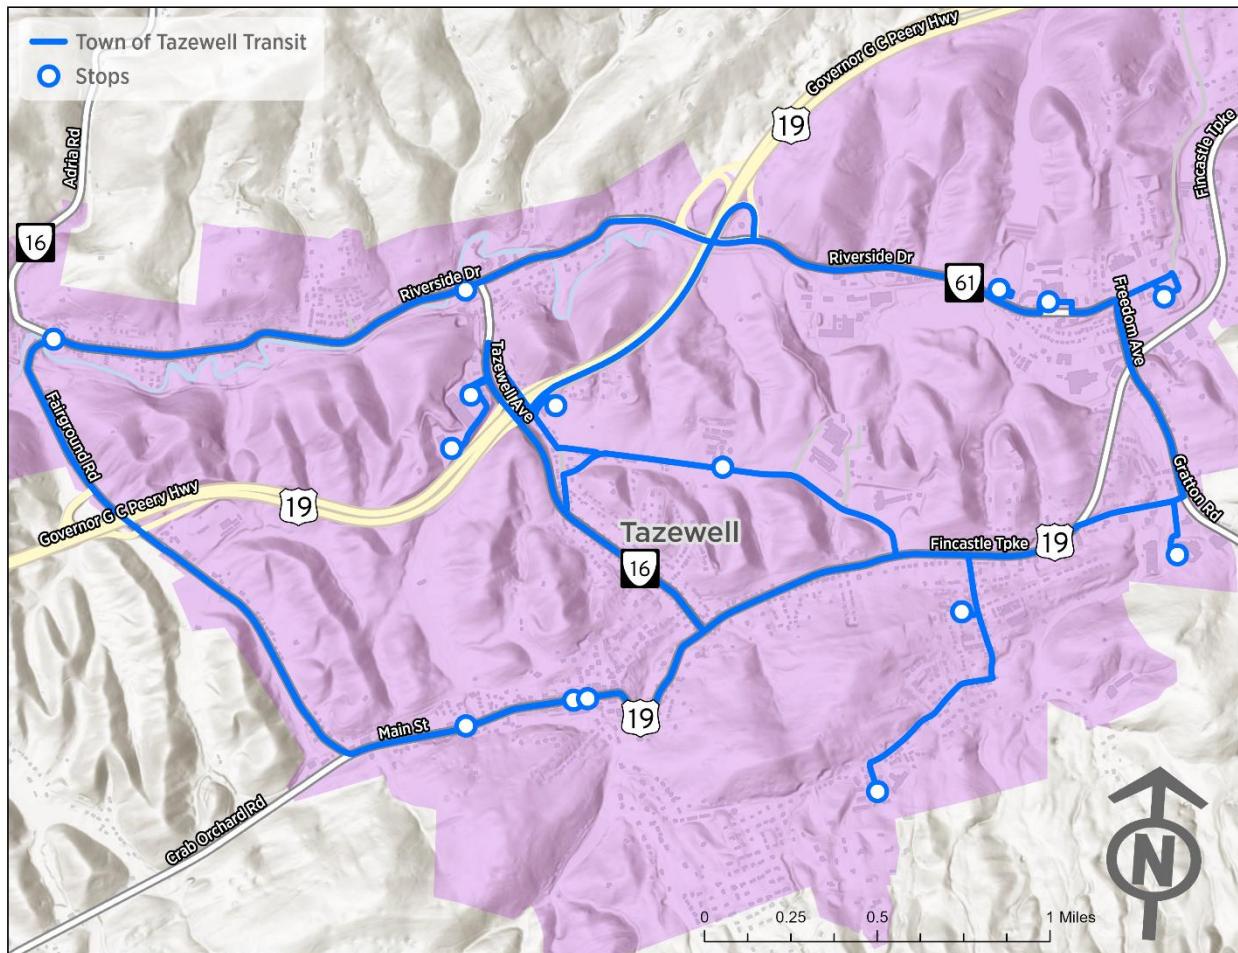 Town of Tazewell Transit
Stops
Governor G C Peery Hwy
19
Adria Rd
Fincastle Tpke
16
Riverside Dr
Riverside Dr
61
Freedom Ave
Tazewell Ave
Fairground Rd
Gratton Rd
Governor G C Peery Hwy
19
Tazewell
Fincastle Tpke
19
16
Main St
19
Crab Orchard Rd
N
0 0.25 0.5 1 Miles